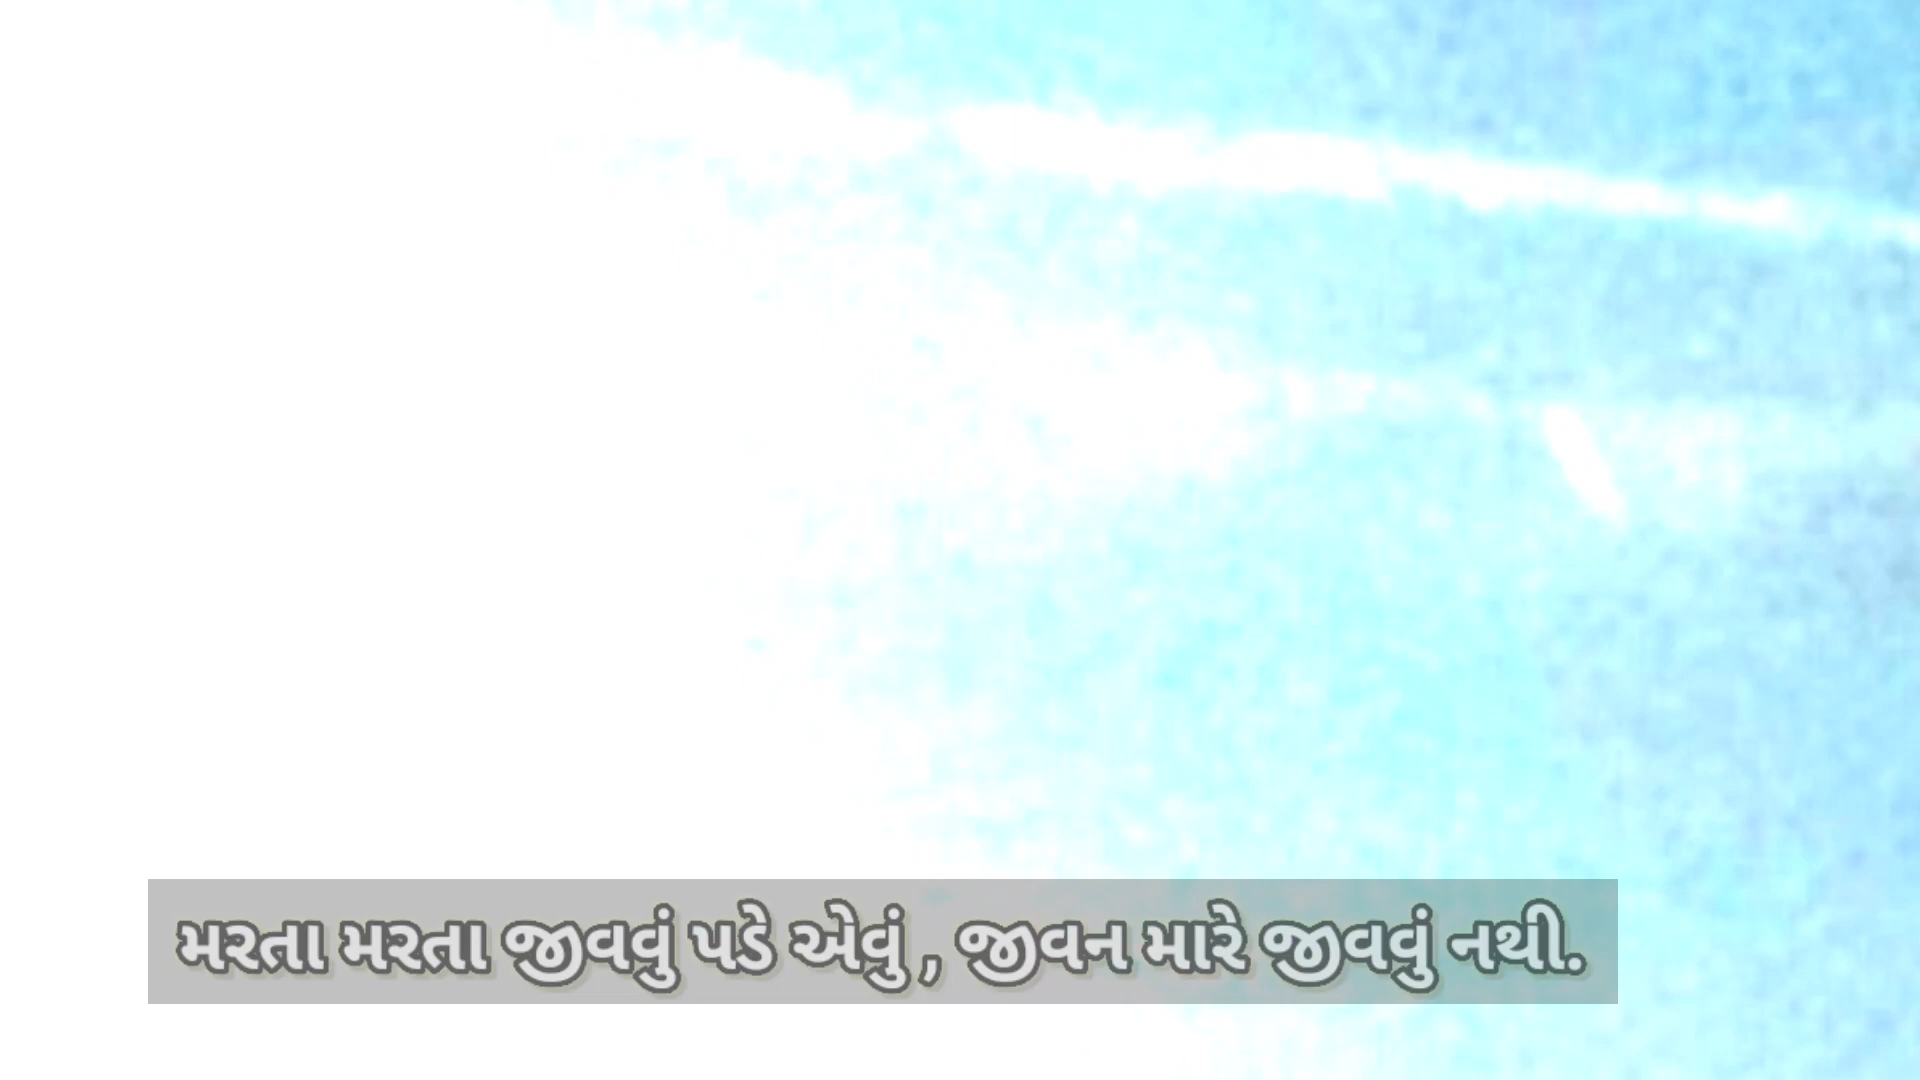 મરતા મરતા જીવવું પડે એવું , જીવન મારે જીવવું નથી.